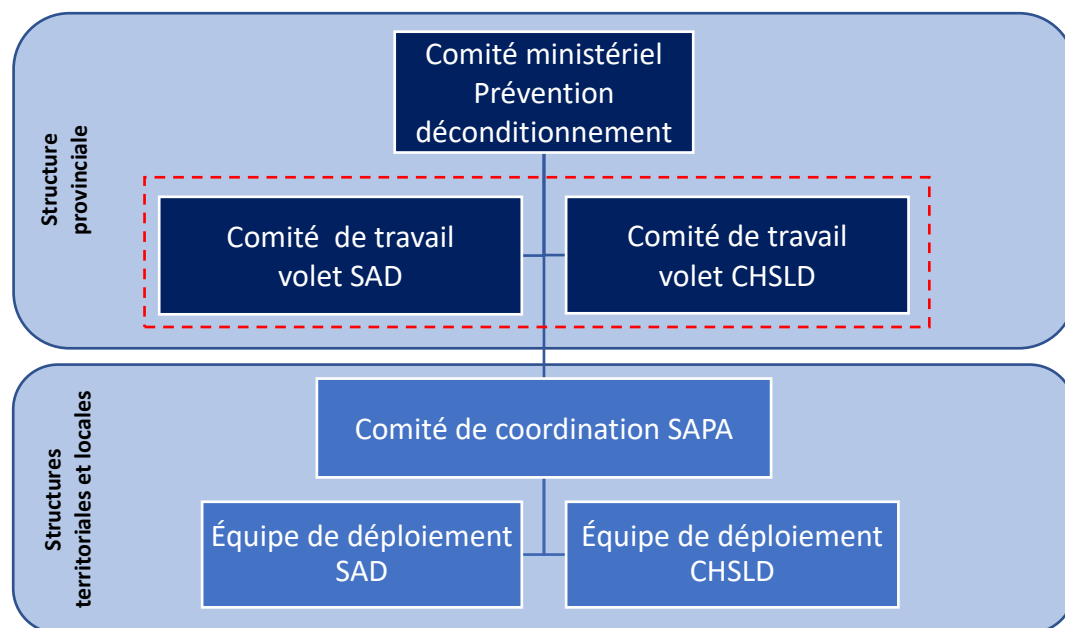 Structure
provinciale
Comité ministériel
Prévention
déconditionnement
Comité de travail
volet SAD
Comité de travail
volet CHSLD
Structures
territoriales et locales
Comité de coordination SAPA
Équipe de déploiement
SAD
Équipe de déploiement
CHSLD